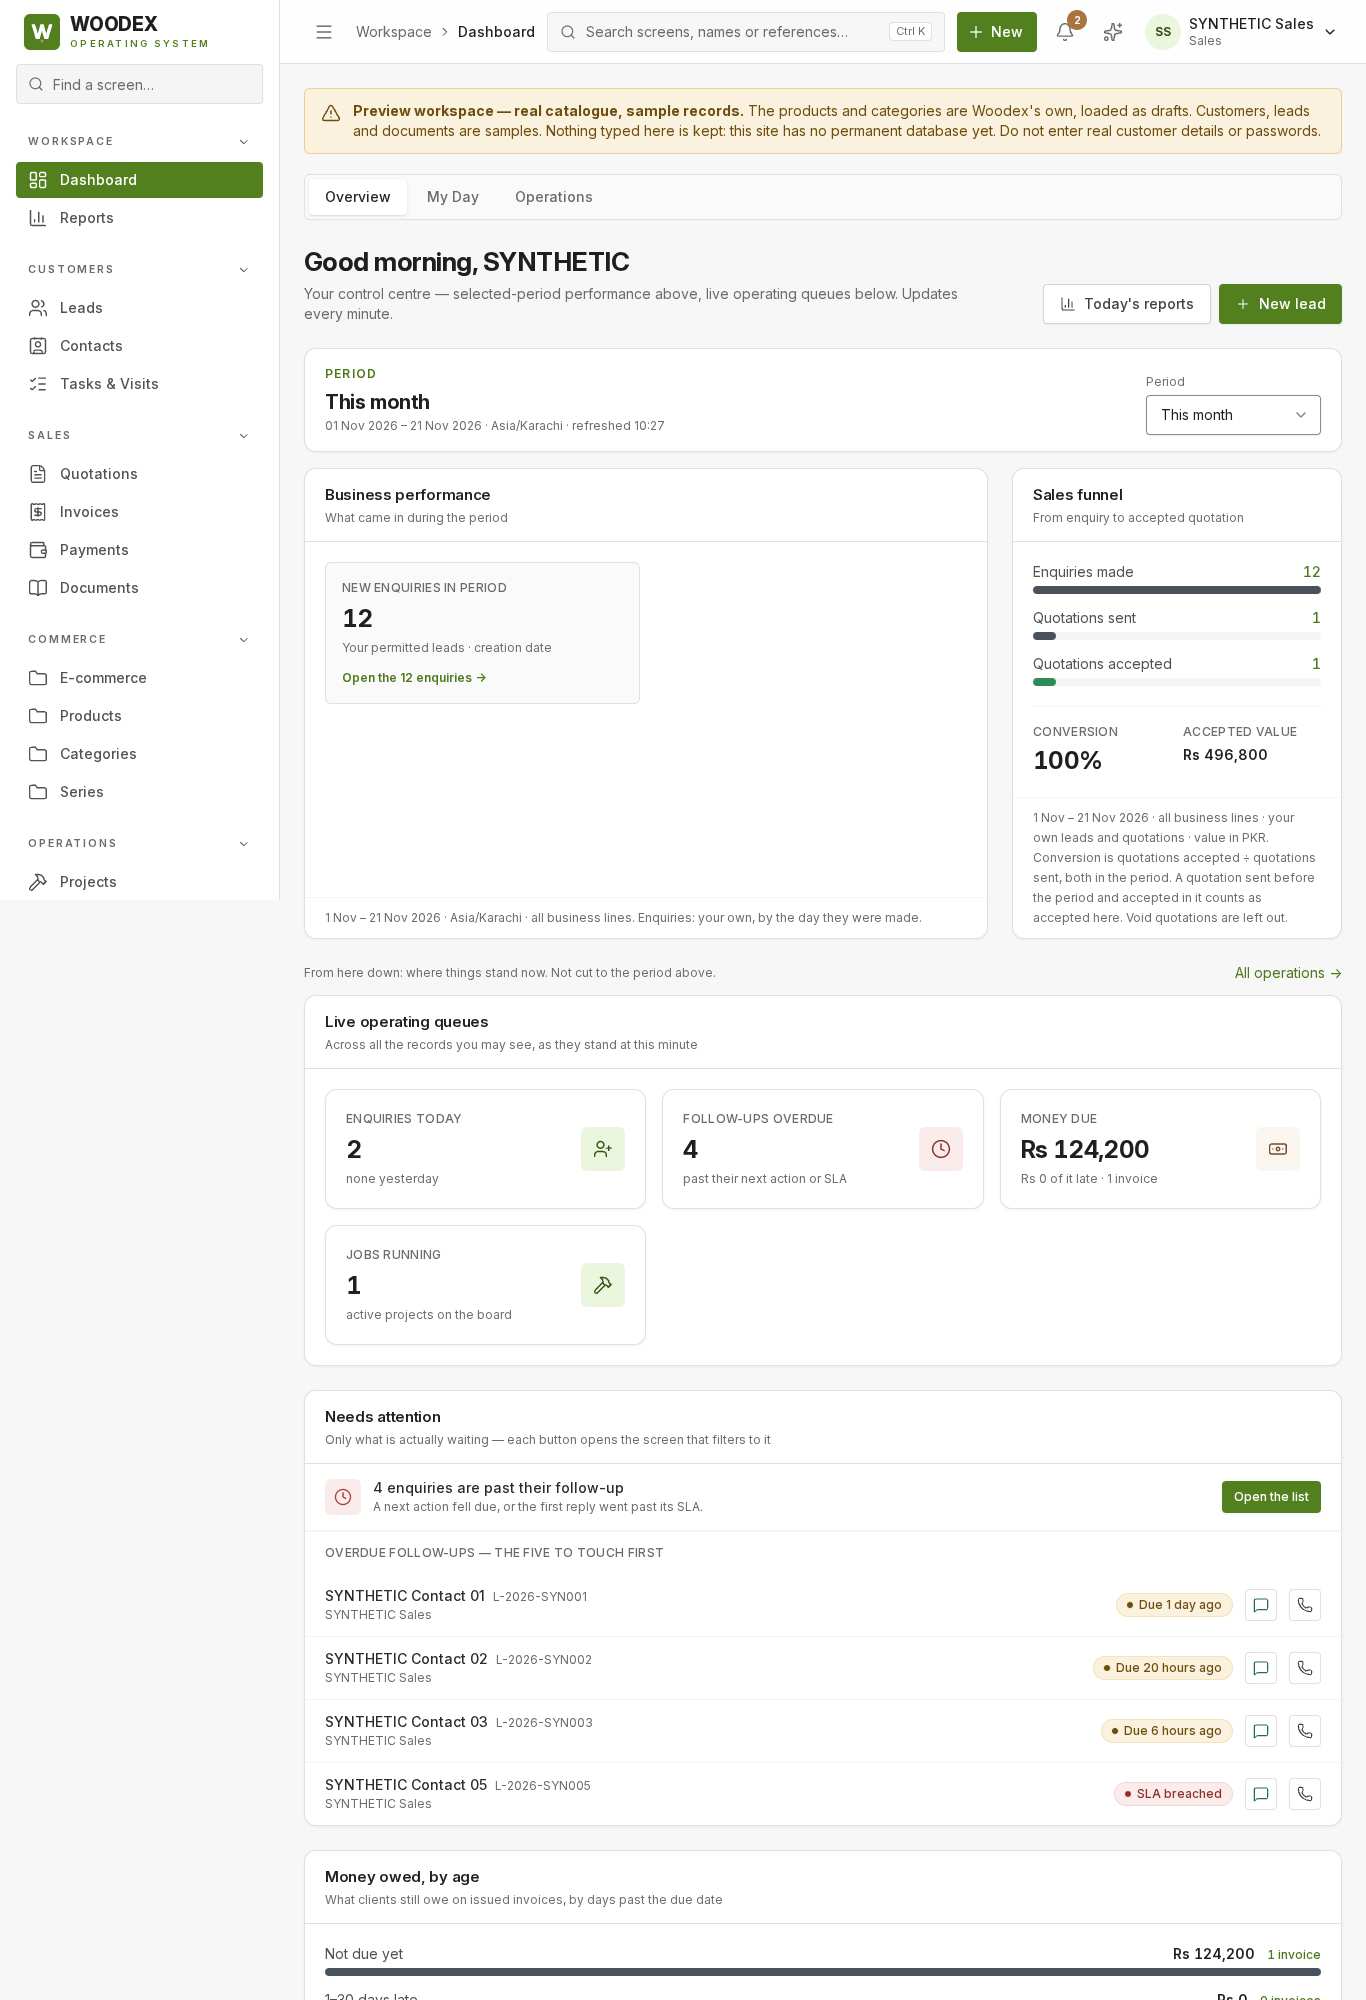 W
WOODEX
OPERATING SYSTEM
Find a screen...
WORKSPACE
Dashboard
Reports
CUSTOMERS
Leads
Contacts
Tasks & Visits
SALES
Quotations
Invoices
Payments
Documents
COMMERCE
E-commerce
Products
Categories
Series
OPERATIONS
Projects
Workspace > Dashboard
Search screens, names or references... Ctrl K
+ New
2
SS
SYNTHETIC Sales
Sales
Preview workspace — real catalogue, sample records. The products and categories are Woodex's own, loaded as drafts. Customers, leads
and documents are samples. Nothing typed here is kept: this site has no permanent database yet. Do not enter real customer details or passwords.
Overview My Day Operations
Good morning, SYNTHETIC
Your control centre — selected-period performance above, live operating queues below. Updates
every minute.
Today's reports
+ New lead
PERIOD
This month
01 Nov 2026 – 21 Nov 2026 · Asia/Karachi · refreshed 10:27
Period
This month
Business performance
What came in during the period
NEW ENQUIRIES IN PERIOD
12
Your permitted leads · creation date
Open the 12 enquiries →
1 Nov – 21 Nov 2026 · Asia/Karachi · all business lines. Enquiries: your own, by the day they were made.
Sales funnel
From enquiry to accepted quotation
Enquiries made 12
Quotations sent 1
Quotations accepted 1
CONVERSION
100%
ACCEPTED VALUE
Rs 496,800
1 Nov – 21 Nov 2026 · all business lines · your
own leads and quotations · value in PKR.
Conversion is quotations accepted ÷ quotations
sent, both in the period. A quotation sent before
the period and accepted in it counts as
accepted here. Void quotations are left out.
From here down: where things stand now. Not cut to the period above.
All operations →
Live operating queues
Across all the records you may see, as they stand at this minute
ENQUIRIES TODAY
2
none yesterday
FOLLOW-UPS OVERDUE
4
past their next action or SLA
MONEY DUE
Rs 124,200
Rs 0 of it late · 1 invoice
JOBS RUNNING
1
active projects on the board
Needs attention
Only what is actually waiting — each button opens the screen that filters to it
4 enquiries are past their follow-up
A next action fell due, or the first reply went past its SLA.
Open the list
OVERDUE FOLLOW-UPS — THE FIVE TO TOUCH FIRST
SYNTHETIC Contact 01 L-2026-SYN001
SYNTHETIC Sales
Due 1 day ago
SYNTHETIC Contact 02 L-2026-SYN002
SYNTHETIC Sales
Due 20 hours ago
SYNTHETIC Contact 03 L-2026-SYN003
SYNTHETIC Sales
Due 6 hours ago
SYNTHETIC Contact 05 L-2026-SYN005
SYNTHETIC Sales
SLA breached
Money owed, by age
What clients still owe on issued invoices, by days past the due date
Not due yet Rs 124,200 1 invoice
1–30 days late Rs 0 0 invoices